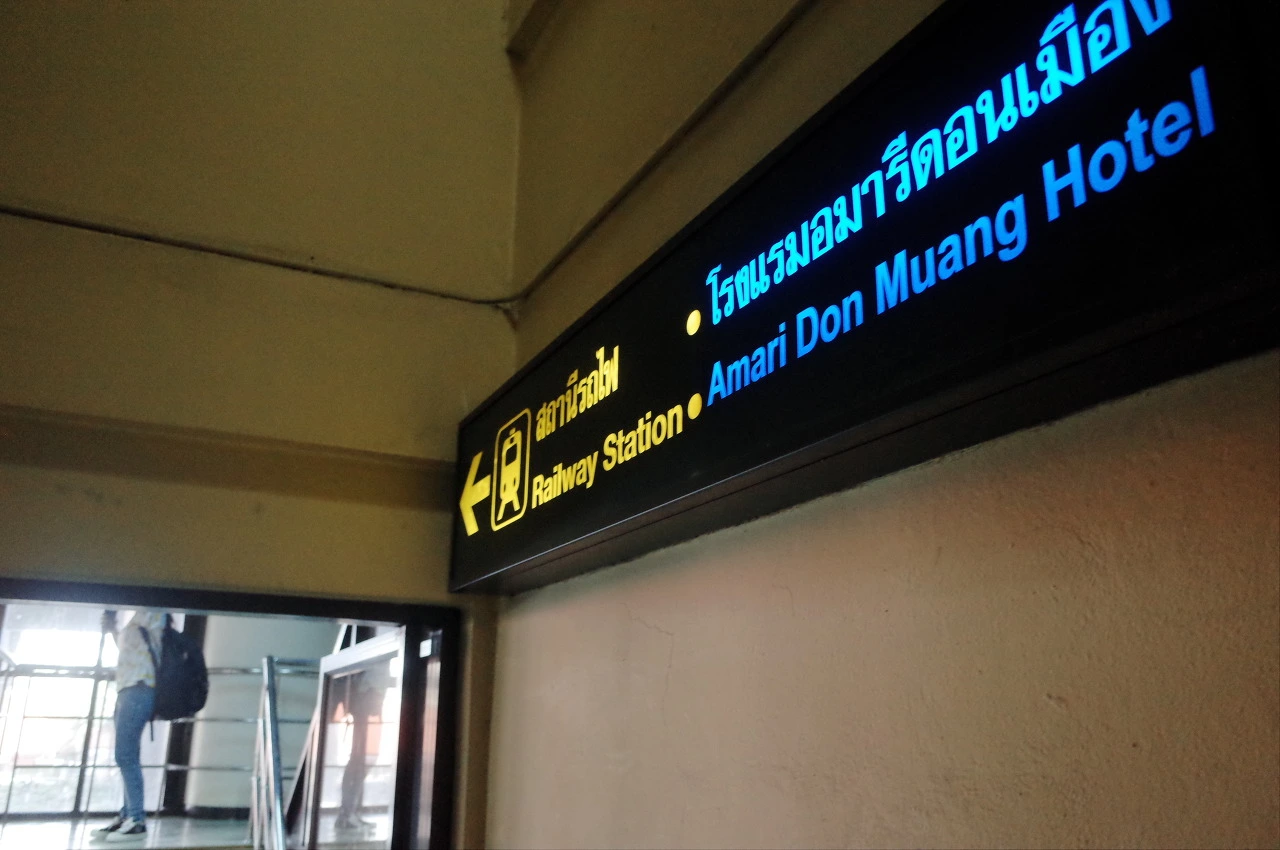 สถานีรถไฟ
Railway Station
โรงแรมอมารีดอนเมือง
Amari Don Muang Hotel